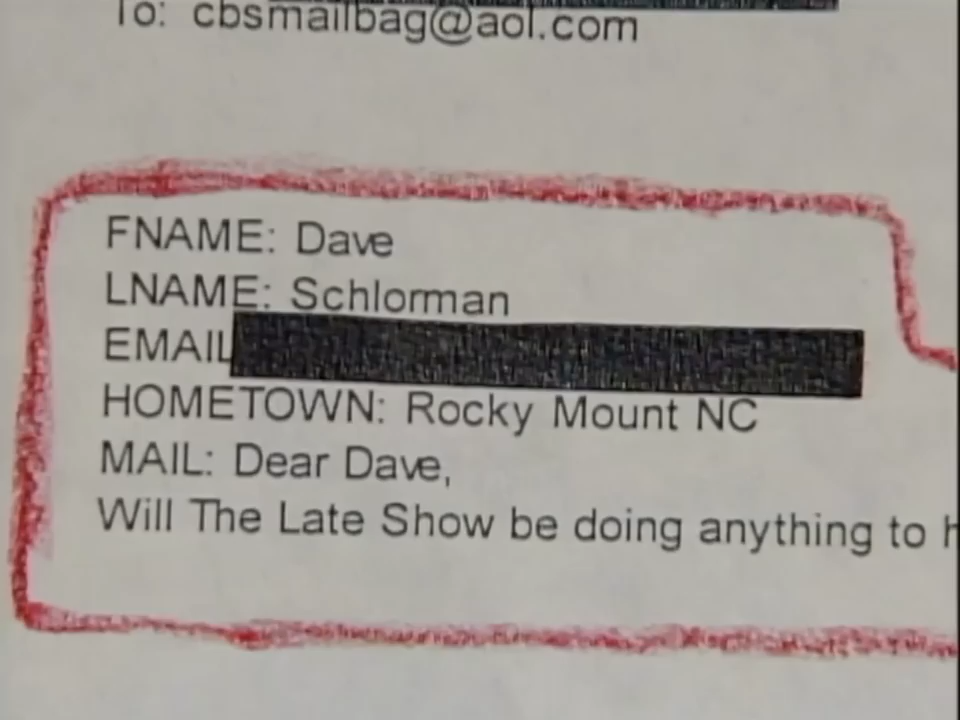 To: cbsmailbag@aol.com
FNAME: Dave
LNAME: Schlorman
EMAIL
HOMETOWN: Rocky Mount NC
MAIL: Dear Dave,
Will The Late Show be doing anything to